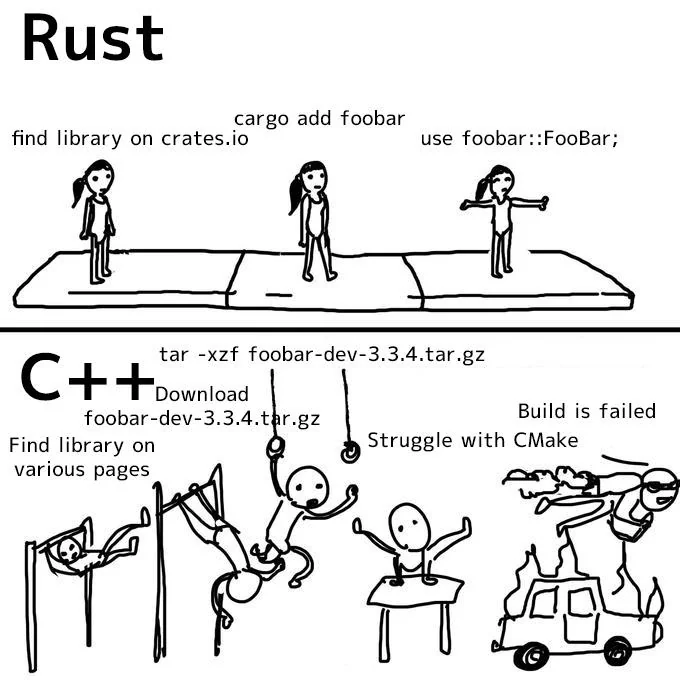 Rust
find library on crates.io
cargo add foobar
use foobar::FooBar;
C++
Find library on
various pages
Download
foobar-dev-3.3.4.tar.gz
tar -xzf foobar-dev-3.3.4.tar.gz
Struggle with CMake
Build is failed